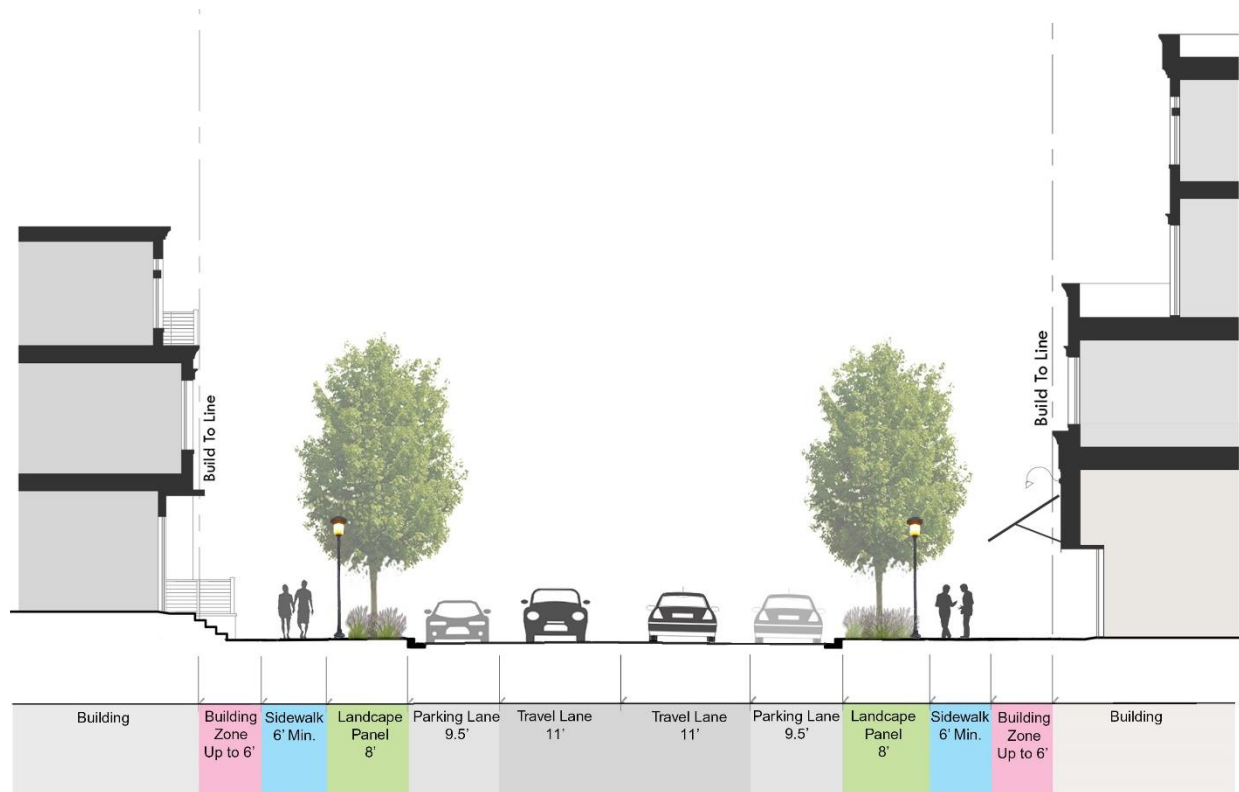 Build To Line
Build To Line
Building
Building
Zone
Up to 6’
Sidewalk
6’ Min.
Landcape
Panel
8’
Parking Lane
9.5’
Travel Lane
11’
Travel Lane
11’
Parking Lane
9.5’
Landcape
Panel
8’
Sidewalk
6’ Min.
Building
Zone
Up to 6’
Building